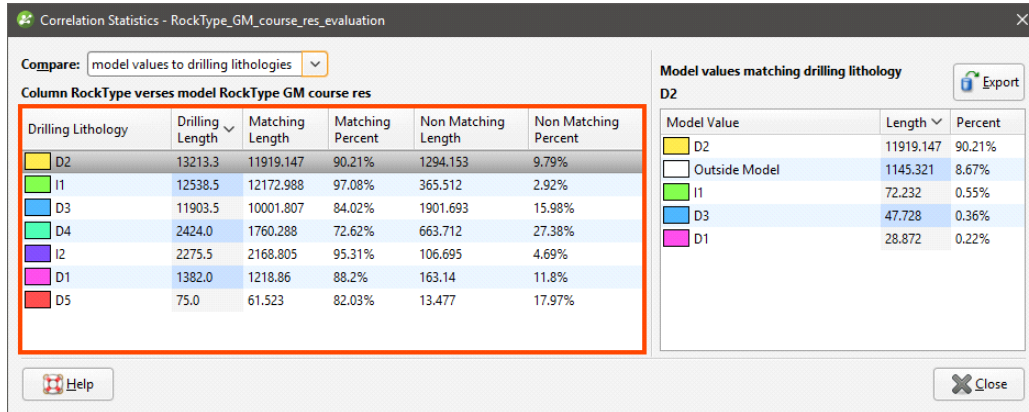 Correlation Statistics - RockType_GM_course_res_evaluation
Compare: model values to drilling lithologies
Column RockType verses model RockType GM course res
Drilling Lithology Drilling Length Matching Length Matching Percent Non Matching Length Non Matching Percent
D2 13213.3 11919.147 90.21% 1294.153 9.79%
I1 12538.5 12172.988 97.08% 365.512 2.92%
D3 11903.5 10001.807 84.02% 1901.693 15.98%
D4 2424.0 1760.288 72.62% 663.712 27.38%
I2 2275.5 2168.805 95.31% 106.695 4.69%
D1 1382.0 1218.86 88.2% 163.14 11.8%
D5 75.0 61.523 82.03% 13.477 17.97%
Model values matching drilling lithology
D2
Export
Model Value Length Percent
D2 11919.147 90.21%
Outside Model 1145.321 8.67%
I1 72.232 0.55%
D3 47.728 0.36%
D1 28.872 0.22%
Help
Close